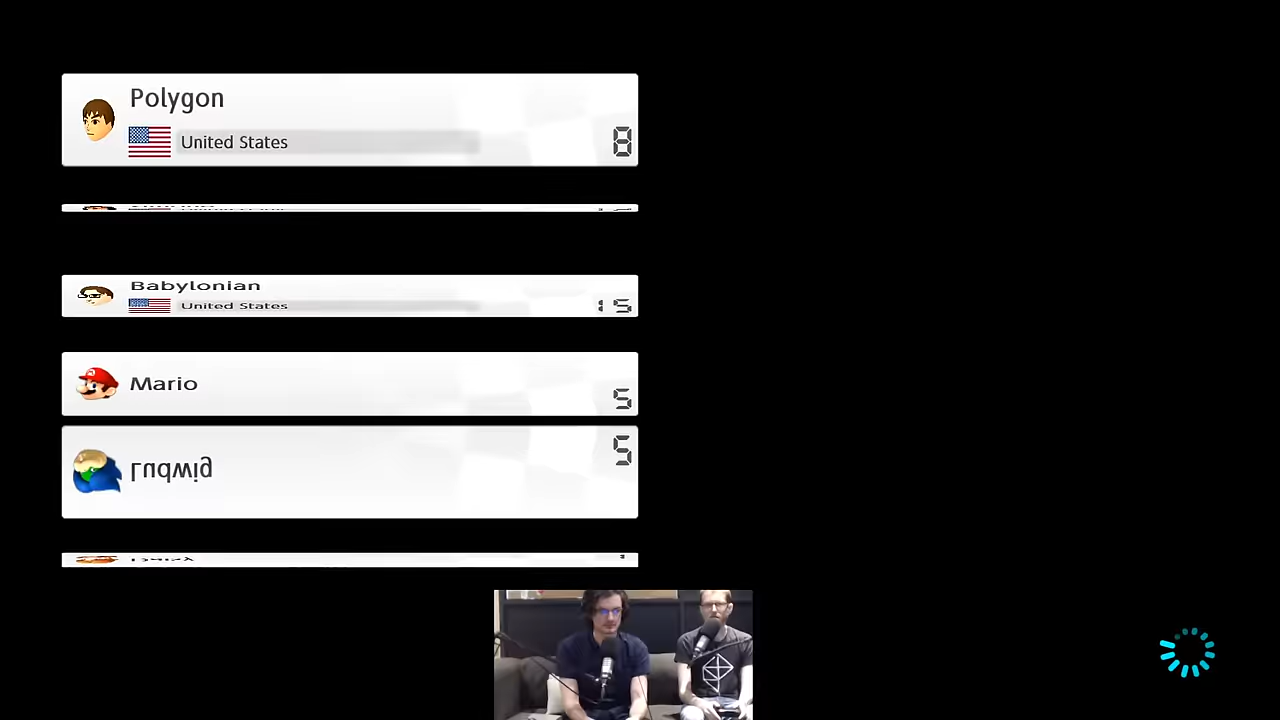 Polygon
United States
8
Babylonian
United States
15
Mario
5
5
Ludwig